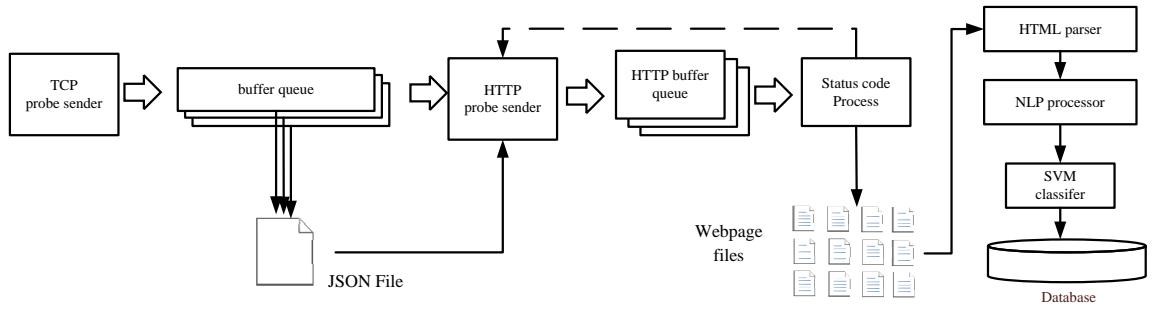 TCP
probe sender
buffer queue
HTTP
probe sender
HTTP buffer
queue
Status code
Process
HTML parser
NLP processor
SVM
classifer
Database
JSON File
Webpage
files